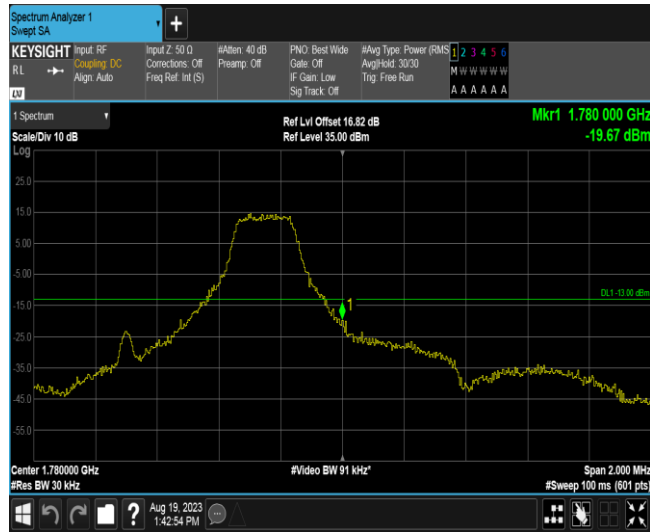 Spectrum Analyzer 1
Swept SA
+
KEYSIGHT
RL
LXI
Input: RF
Coupling: DC
Align: Auto
Input Z: 50 Ω
Corrections: Off
Freq Ref: Int (S)
#Atten: 40 dB
Preamp: Off
PNO: Best Wide
Gate: Off
IF Gain: Low
Sig Track: Off
#Avg Type: Power (RMS
Avg|Hold: 30/30
Trig: Free Run
1 2 3 4 5 6
M W W W W W
A A A A A A
1 Spectrum
Scale/Div 10 dB
Ref Lvl Offset 16.82 dB
Ref Level 35.00 dBm
Mkr1 1.780 000 GHz
-19.67 dBm
Log
25.0
15.0
5.00
-5.00
DL1 -13.00 dBm
1
-15.0
-25.0
-35.0
-45.0
-55.0
Center 1.780000 GHz
#Video BW 91 kHz*
Span 2.000 MHz
#Res BW 30 kHz
#Sweep 100 ms (601 pts)
?
Aug 19, 2023
1:42:54 PM